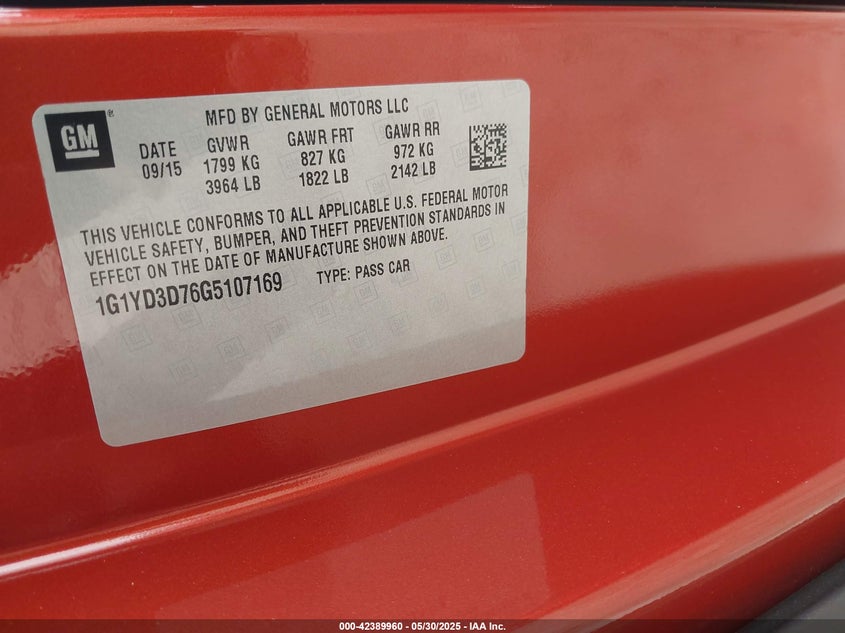 GM®
MFD BY GENERAL MOTORS LLC
DATE GVWR GAWR FRT GAWR RR
09/15 1799 KG 827 KG 972 KG
3964 LB 1822 LB 2142 LB
THIS VEHICLE CONFORMS TO ALL APPLICABLE U.S. FEDERAL MOTOR
VEHICLE SAFETY, BUMPER, AND THEFT PREVENTION STANDARDS IN
EFFECT ON THE DATE OF MANUFACTURE SHOWN ABOVE.
1G1YD3D76G5107169 TYPE: PASS CAR
000-42389960 - 05/30/2025 - IAA Inc.